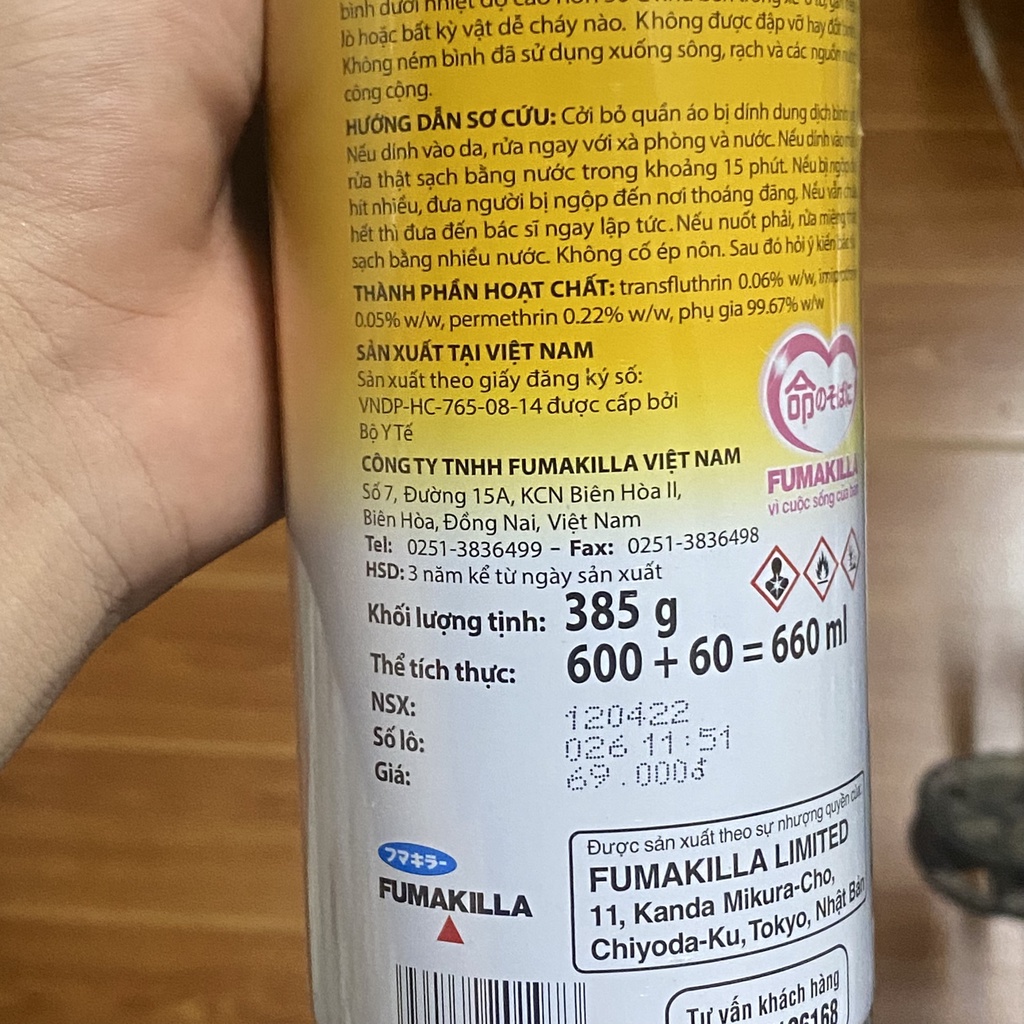 bình dưới nhiệt độ cao hơn
lò hoặc bất kỳ vật dễ cháy nào. Không được đập vỡ hay đốt
Không ném bình đã sử dụng xuống sông, rạch và các nguồn
công cộng.
HƯỚNG DẪN SƠ CỨU: Cởi bỏ quần áo bị dính dung dịch
Nếu dính vào da, rửa ngay với xà phòng và nước. Nếu dính vào
rửa thật sạch bằng nước trong khoảng 15 phút. Nếu bị ngộp
hít nhiều, đưa người bị ngộp đến nơi thoáng đãng. Nếu vẫn
hết thì đưa đến bác sĩ ngay lập tức. Nếu nuốt phải, rửa miệng
sạch bằng nhiều nước. Không cố ép nôn. Sau đó hỏi ý kiến
THÀNH PHẦN HOẠT CHẤT: transfluthrin 0.06% w/w,
0.05% w/w, permethrin 0.22% w/w, phụ gia 99.67% w/w
SẢN XUẤT TẠI VIỆT NAM
Sản xuất theo giấy đăng ký số:
VNDP-HC-765-08-14 được cấp bởi
Bộ Y Tế
命のそばに
FUMAKILLA
vì cuộc sống của
CÔNG TY TNHH FUMAKILLA VIỆT NAM
Số 7, Đường 15A, KCN Biên Hòa II,
Biên Hòa, Đồng Nai, Việt Nam
Tel: 0251-3836499 – Fax: 0251-3836498
HSD: 3 năm kể từ ngày sản xuất
Khối lượng tịnh: 385 g
Thể tích thực: 600 + 60 = 660 ml
NSX: 120422
Số lô: 026 11:51
Giá: 69.000đ
フマキラー
FUMAKILLA
Được sản xuất theo sự nhượng quyền của:
FUMAKILLA LIMITED
11, Kanda Mikura-Cho,
Chiyoda-Ku, Tokyo, Nhật Bản
Tư vấn khách hàng